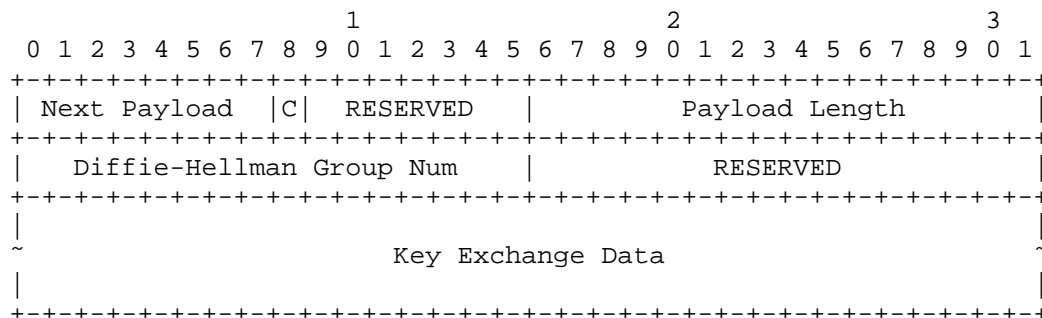 1                   2                   3
 0 1 2 3 4 5 6 7 8 9 0 1 2 3 4 5 6 7 8 9 0 1 2 3 4 5 6 7 8 9 0 1
+-+-+-+-+-+-+-+-+-+-+-+-+-+-+-+-+-+-+-+-+-+-+-+-+-+-+-+-+-+-+-+-+
| Next Payload  |C|  RESERVED   |         Payload Length        |
+-+-+-+-+-+-+-+-+-+-+-+-+-+-+-+-+-+-+-+-+-+-+-+-+-+-+-+-+-+-+-+-+
|   Diffie-Hellman Group Num    |           RESERVED            |
+-+-+-+-+-+-+-+-+-+-+-+-+-+-+-+-+-+-+-+-+-+-+-+-+-+-+-+-+-+-+-+-+
|                                                               |
~                       Key Exchange Data                       ~
|                                                               |
+-+-+-+-+-+-+-+-+-+-+-+-+-+-+-+-+-+-+-+-+-+-+-+-+-+-+-+-+-+-+-+-+